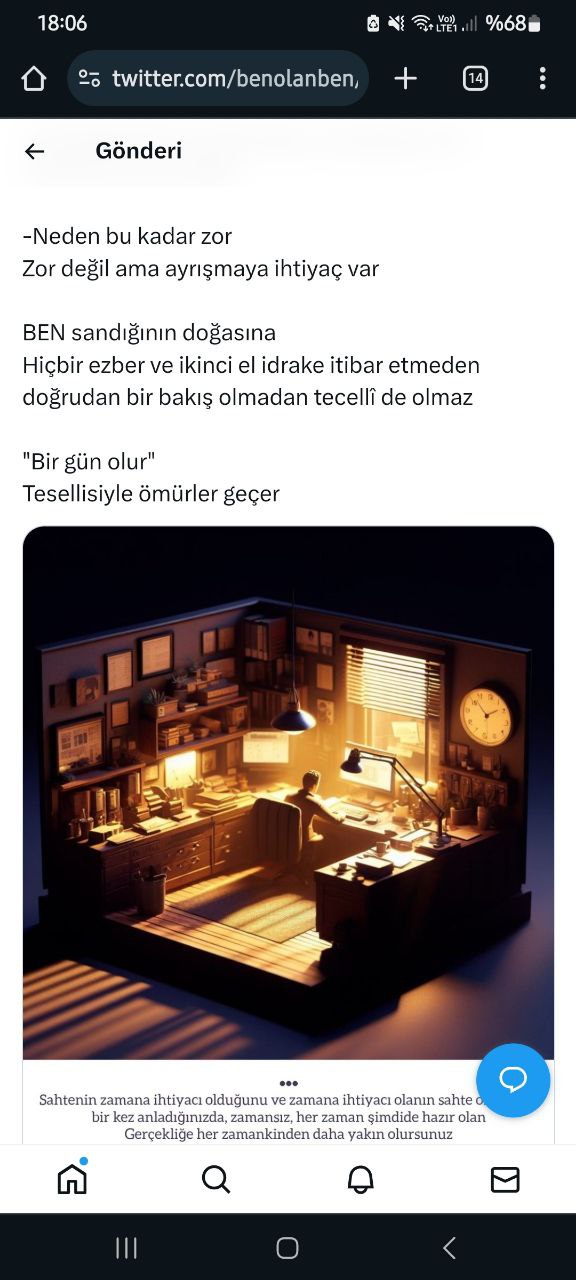 18:06
Vo))
LTE1
%68
twitter.com/benolanben/
14
Gönderi
-Neden bu kadar zor
Zor değil ama ayrışmaya ihtiyaç var
BEN sandığının doğasına
Hiçbir ezber ve ikinci el idrake itibar etmeden
doğrudan bir bakış olmadan tecellî de olmaz
"Bir gün olur"
Tesellisiyle ömürler geçer
Sahtenin zamana ihtiyacı olduğunu ve zamana ihtiyacı olanın sahte
bir kez anladığınızda, zamansız, her zaman şimdide hazır olan
Gerçekliğe her zamankinden daha yakın olursunuz